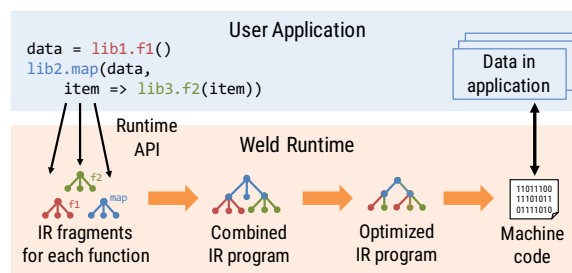 User Application
data = lib1.f1()
lib2.map(data,
item => lib3.f2(item))
Data in
application
Runtime
API
Weld Runtime
f2
f1
map
IR fragments
for each function
Combined
IR program
Optimized
IR program
11011100
11101011
01111010
Machine
code